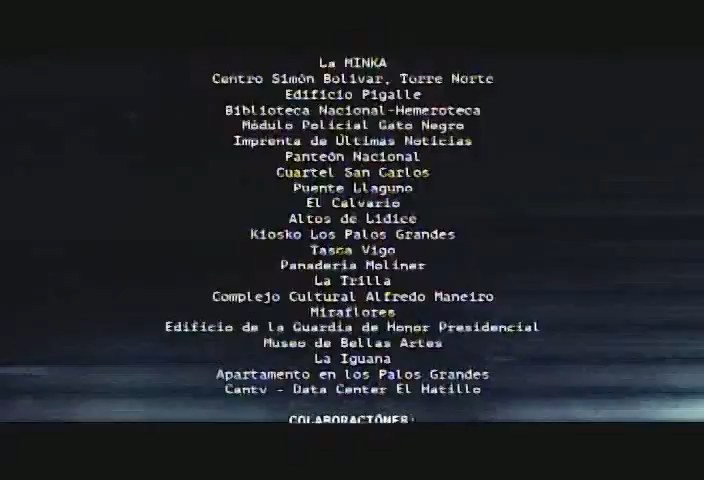 La MINKA
Centro Simón Bolívar, Torre Norte
Edificio Pigalle
Biblioteca Nacional-Hemeroteca
Módulo Policial Gato Negro
Imprenta de Últimas Noticias
Panteón Nacional
Cuartel San Carlos
Puente Llaguno
El Calvario
Altos de Lídice
Kiosko Los Palos Grandes
Tasca Vigo
Panadería Moliner
La Trilla
Complejo Cultural Alfredo Maneiro
Miraflores
Edificio de la Guardia de Honor Presidencial
Museo de Bellas Artes
La Iguana
Apartamento en los Palos Grandes
Cantv - Data Center El Hatillo
COLABORACIÓNES: